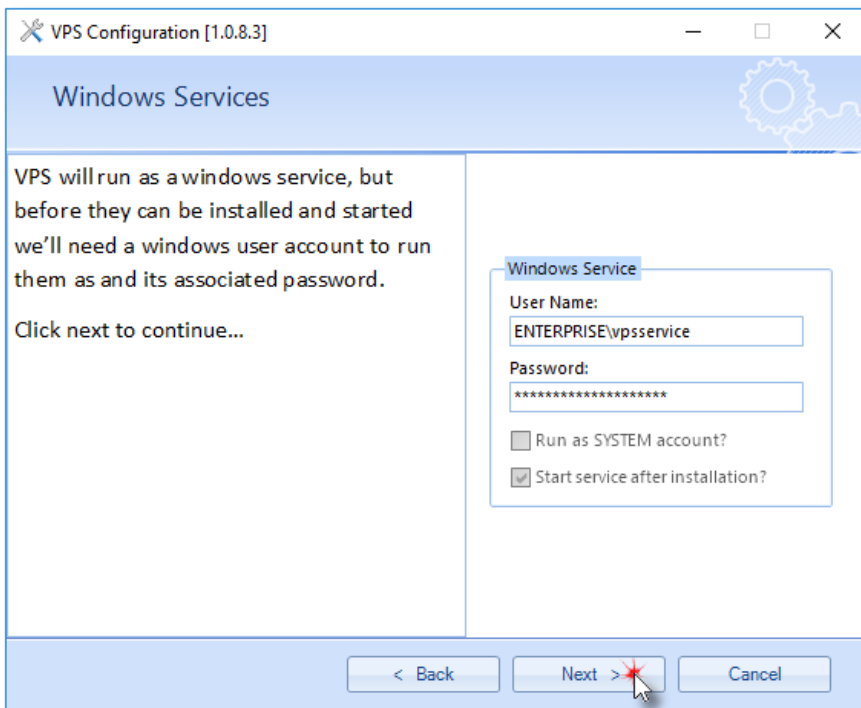 VPS Configuration [1.0.8.3]
Windows Services
VPS will run as a windows service, but
before they can be installed and started
we'll need a windows user account to run
them as and its associated password.
Click next to continue...
Windows Service
User Name:
ENTERPRISE\vpsservice
Password:
********************
Run as SYSTEM account?
Start service after installation?
< Back
Next >
Cancel